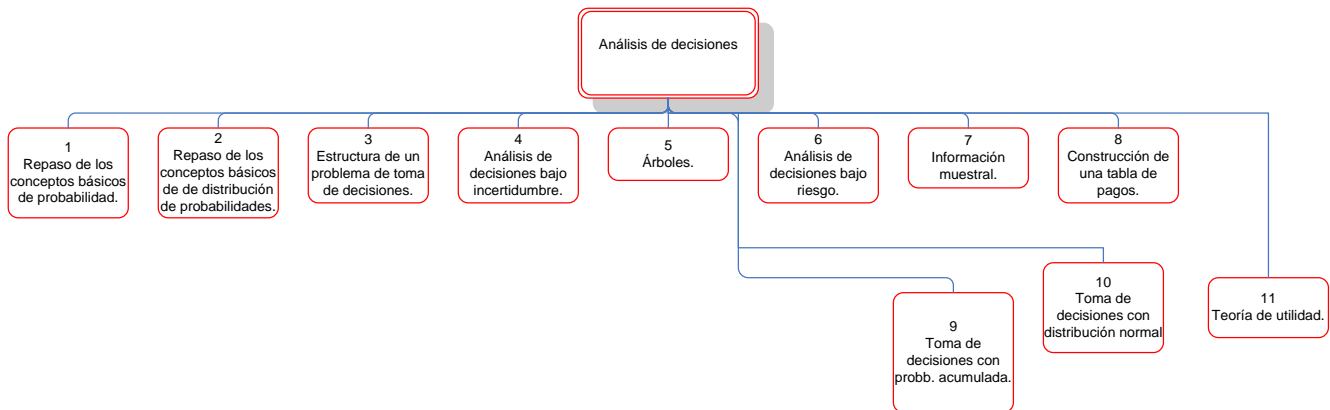 Análisis de decisiones
1
Repaso de los
conceptos básicos
de probabilidad.
2
Repaso de los
conceptos básicos
de de distribución
de probabilidades.
3
Estructura de un
problema de toma
de decisiones.
4
Análisis de
decisiones bajo
incertidumbre.
5
Árboles.
6
Análisis de
decisiones bajo
riesgo.
7
Información
muestral.
8
Construcción de
una tabla de
pagos.
9
Toma de
decisiones con
probb. acumulada.
10
Toma de
decisiones con
distribución normal
11
Teoría de utilidad.